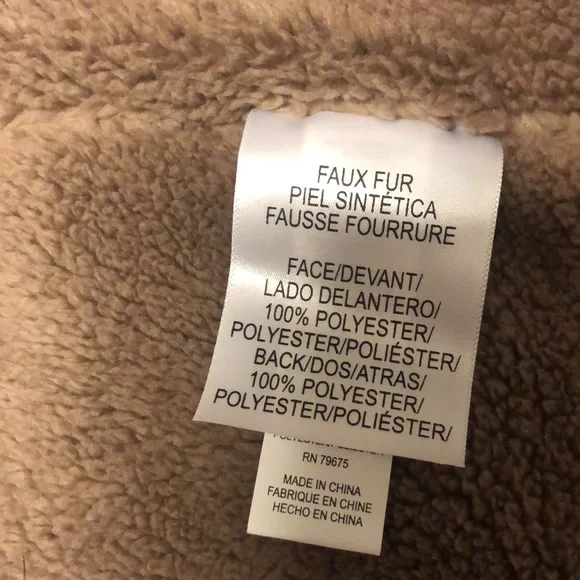 FAUX FUR
PIEL SINTÉTICA
FAUSSE FOURRURE
FACE/DEVANT/
LADO DELANTERO/
100% POLYESTER/
POLYESTER/POLIÉSTER/
BACK/DOS/ATRAS/
100% POLYESTER/
POLYESTER/POLIÉSTER/
RN 79675
MADE IN CHINA
FABRIQUE EN CHINE
HECHO EN CHINA